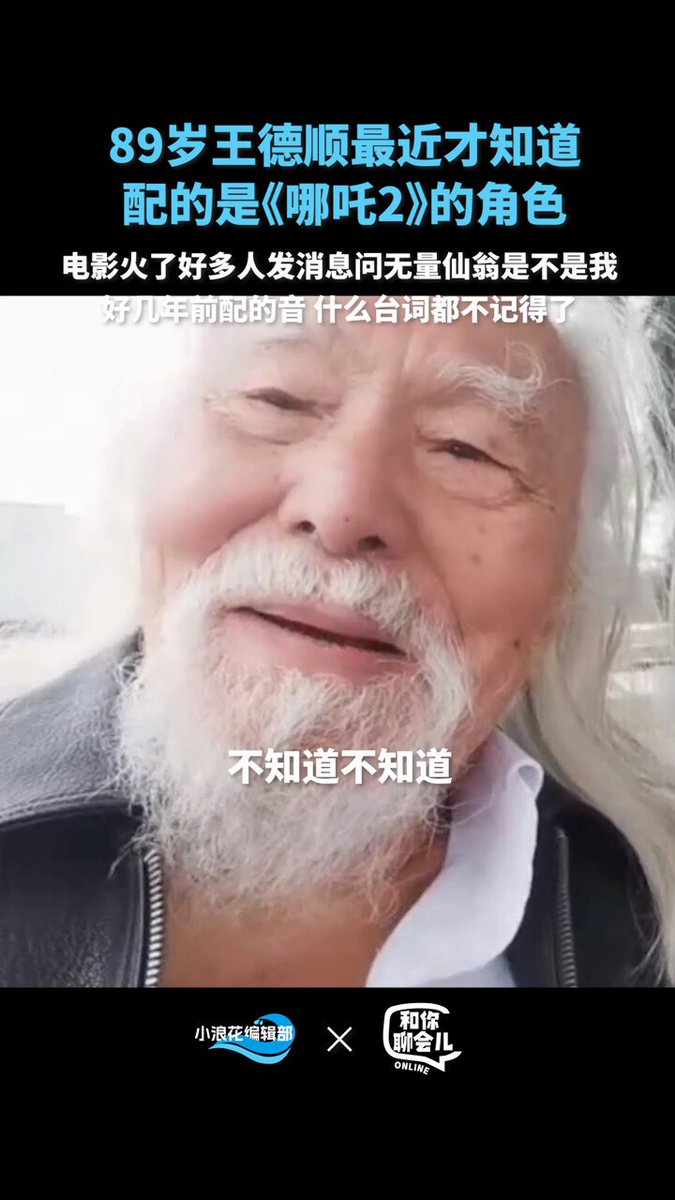 89岁王德顺最近才知道
配的是《哪吒2》的角色
电影火了好多人发消息问无量仙翁是不是我
好几年前配的音 什么台词都不记得了
不知道不知道
小浪花编辑部
×
和你
聊会儿
ONLINE